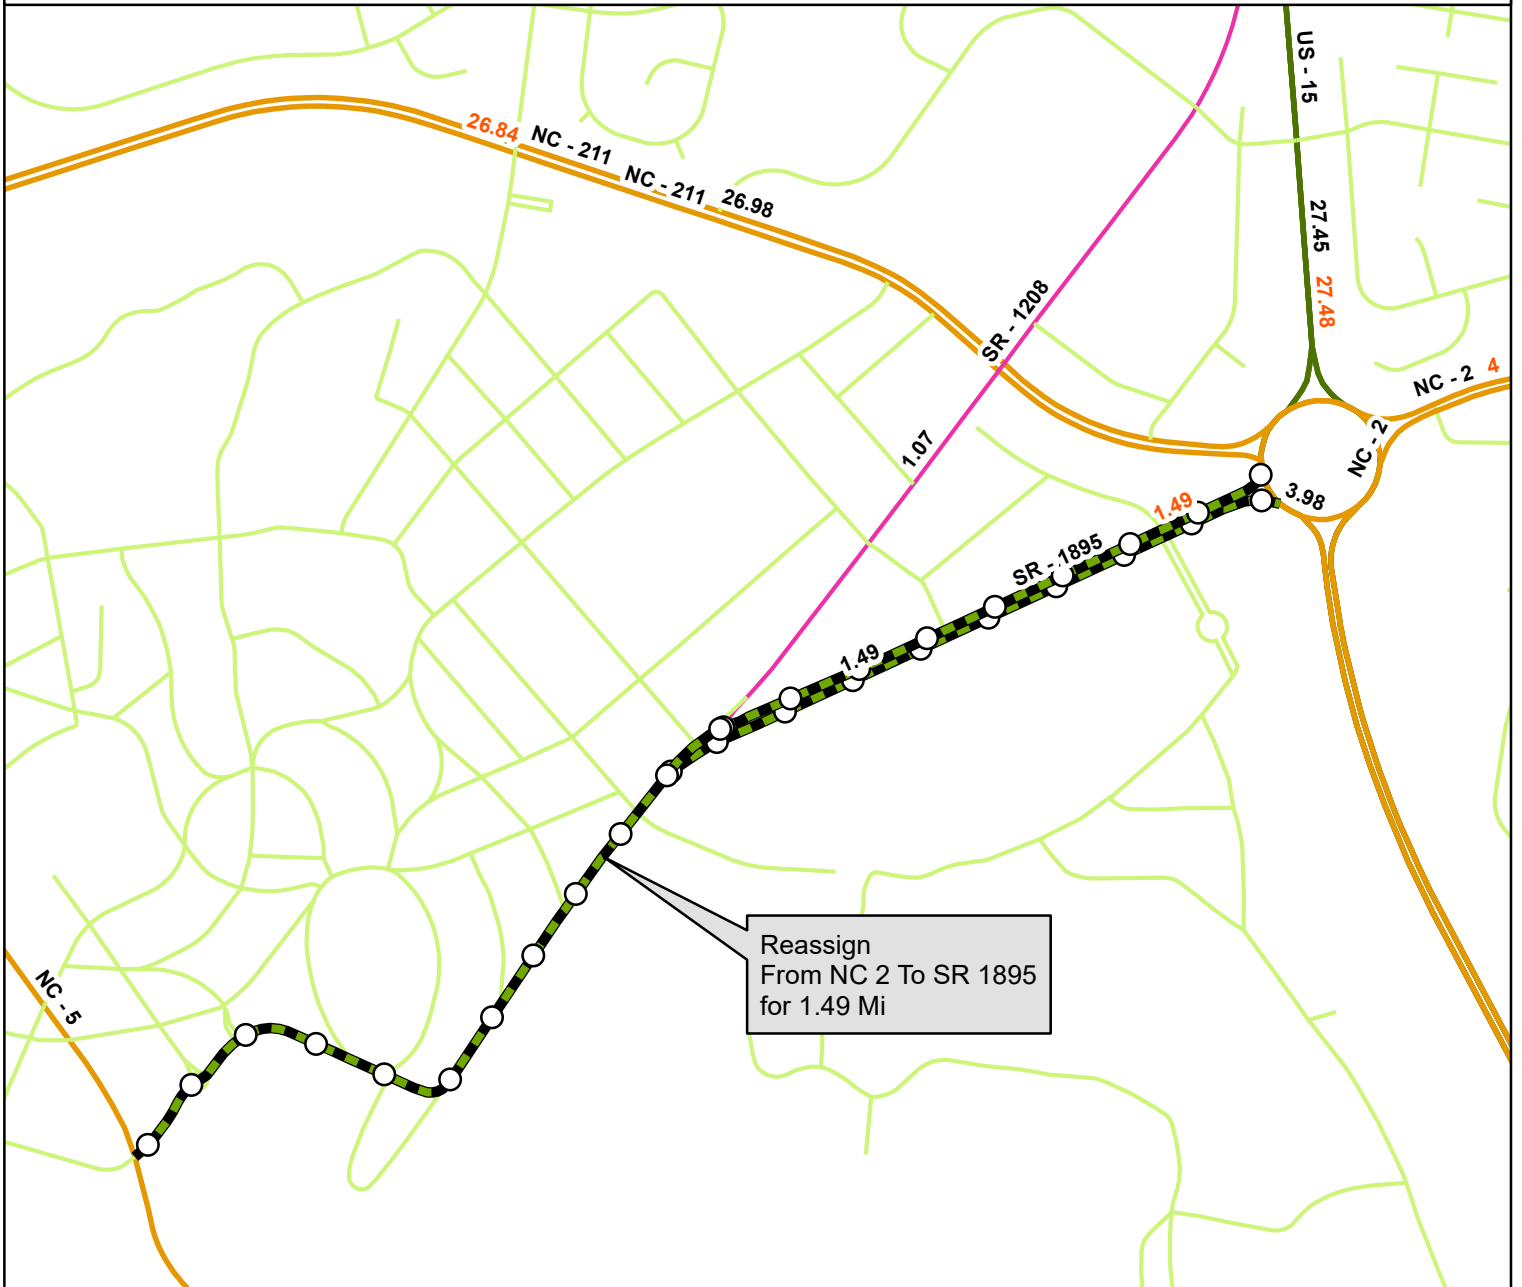 US - 15
26.84
NC - 211
NC - 211
26.98
27.45
27.48
SR - 1208
NC - 2
4
NC - 2
1.07
3.98
1.49
SR - 1895
1.49
Reassign
From NC 2 To SR 1895
for 1.49 Mi
NC - 5